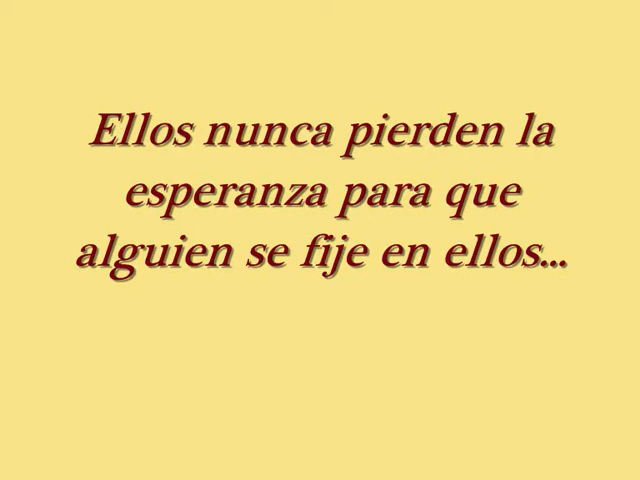 Ellos nunca pierden la
esperanza para que
alguien se fije en ellos...